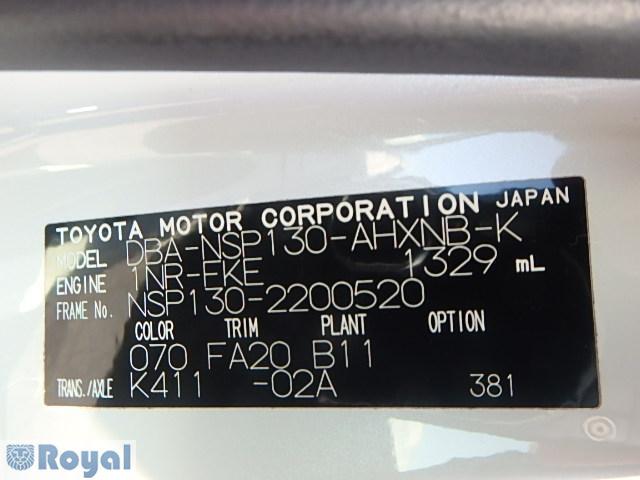 TOYOTA MOTOR CORPORATION JAPAN
MODEL DBA-NSP130-AHXNB-K
ENGINE 1NR-FKE 1329 mL
FRAME No. NSP130-2200520
COLOR TRIM PLANT OPTION
070 FA20 B11
TRANS./AXLE K411 -02A 381
Royal